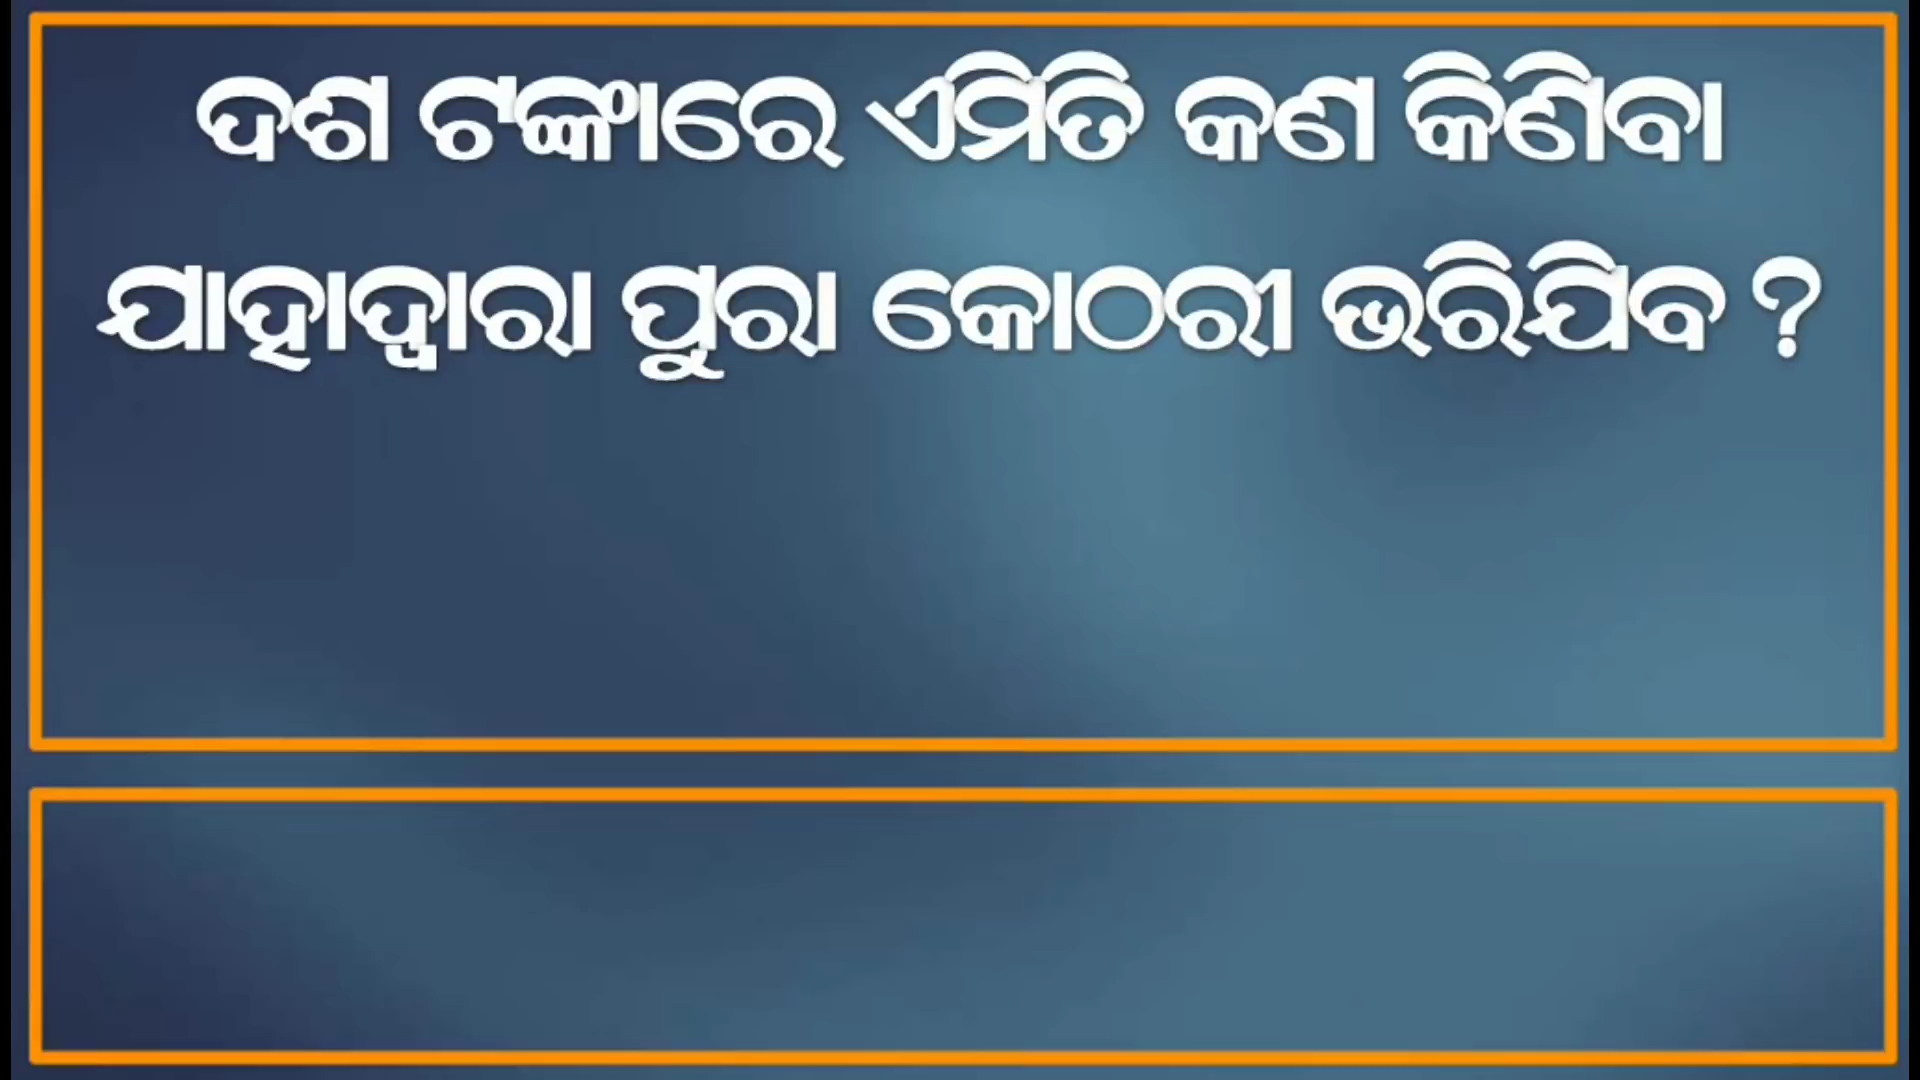 ଦଶ ଟଙ୍କାରେ ଏମିତି କଣ କିଣିବା
ଯାହାଦ୍ୱାରା ପୁରା କୋଠରୀ ଭରିଯିବ ?